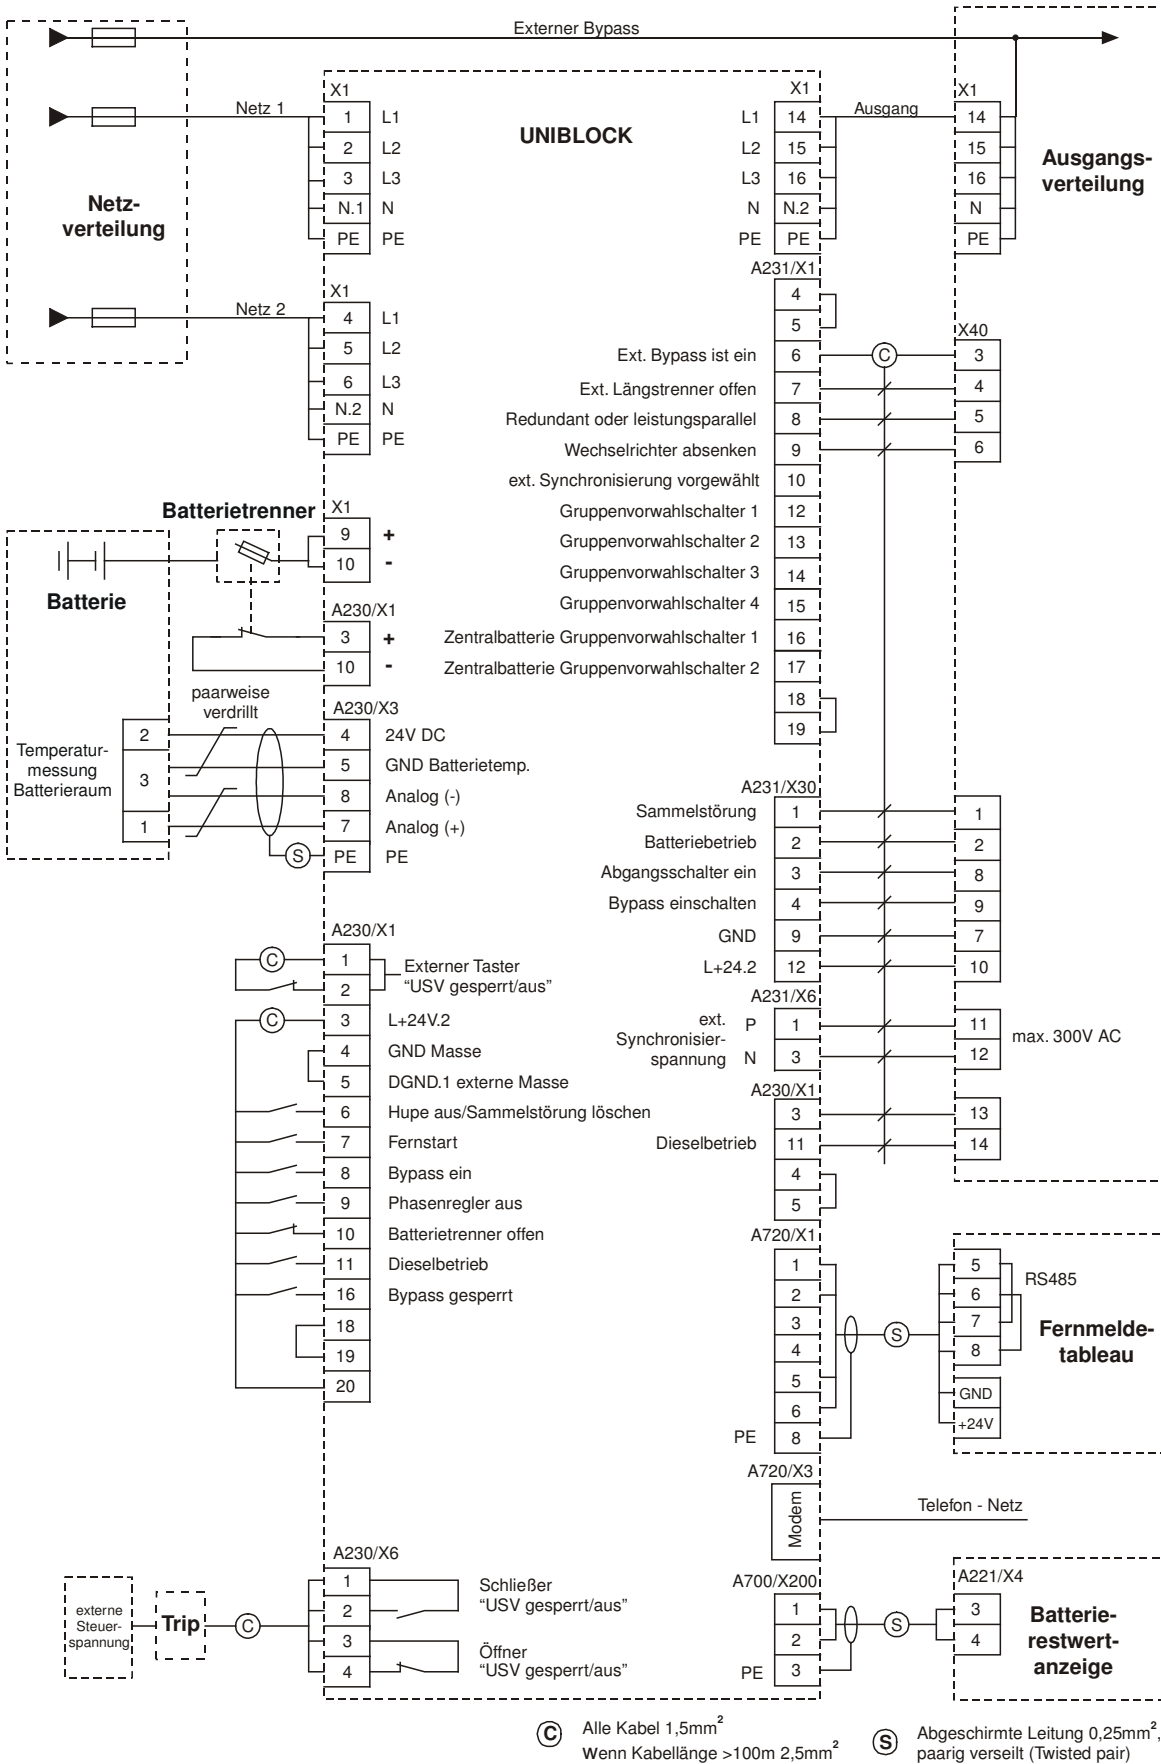 Externer Bypass
Netz-
verteilung
Netz 1
X1
1 L1
2 L2
3 L3
N.1 N
PE PE
Netz 2
X1
4 L1
5 L2
6 L3
N.2 N
PE PE
Batterietrenner
X1
9 +
10 -
Batterie
A230/X1
3 +
10 -
paarweise
verdrillt
Temperatur-
messung
Batterieraum
2
3
1
A230/X3
4 24V DC
5 GND Batterietemp.
8 Analog (-)
7 Analog (+)
S
PE PE
A230/X1
C
1
2
Externer Taster
“USV gesperrt/aus”
C
3 L+24V.2
4 GND Masse
5 DGND.1 externe Masse
6 Hupe aus/Sammelstörung löschen
7 Fernstart
8 Bypass ein
9 Phasenregler aus
10 Batterietrenner offen
11 Dieselbetrieb
16 Bypass gesperrt
18
19
20
externe
Steuer-
spannung
Trip
C
A230/X6
1
2
Schließer
“USV gesperrt/aus”
3
4
Öffner
“USV gesperrt/aus”
UNIBLOCK
X1
L1 14
L2 15
L3 16
N N.2
PE PE
Ausgang
X1
14
15
16
N
PE
Ausgangs-
verteilung
A231/X1
4
5
Ext. Bypass ist ein 6
Ext. Längstrenner offen 7
Redundant oder leistungsparallel 8
Wechselrichter absenken 9
ext. Synchronisierung vorgewählt 10
Gruppenvorwahlschalter 1 12
Gruppenvorwahlschalter 2 13
Gruppenvorwahlschalter 3 14
Gruppenvorwahlschalter 4 15
Zentralbatterie Gruppenvorwahlschalter 1 16
Zentralbatterie Gruppenvorwahlschalter 2 17
18
19
C
X40
3
4
5
6
A231/X30
Sammelstörung 1
Batteriebetrieb 2
Abgangsschalter ein 3
Bypass einschalten 4
GND 9
L+24.2 12
1
2
8
9
7
10
A231/X6
ext.
Synchronisier-
spannung
P 1
N 3
11
12
max. 300V AC
A230/X1
3
Dieselbetrieb 11
4
5
13
14
A720/X1
1
2
3
4
5
6
PE 8
S
5
6
7
8
GND
+24V
RS485
Fernmelde-
tableau
A720/X3
Modem
Telefon - Netz
A700/X200
1
2
PE 3
S
A221/X4
3
4
Batterie-
restwert-
anzeige
C Alle Kabel 1,5mm²
Wenn Kabellänge >100m 2,5mm²
S Abgeschirmte Leitung 0,25mm²,
paarig verseilt (Twisted pair)